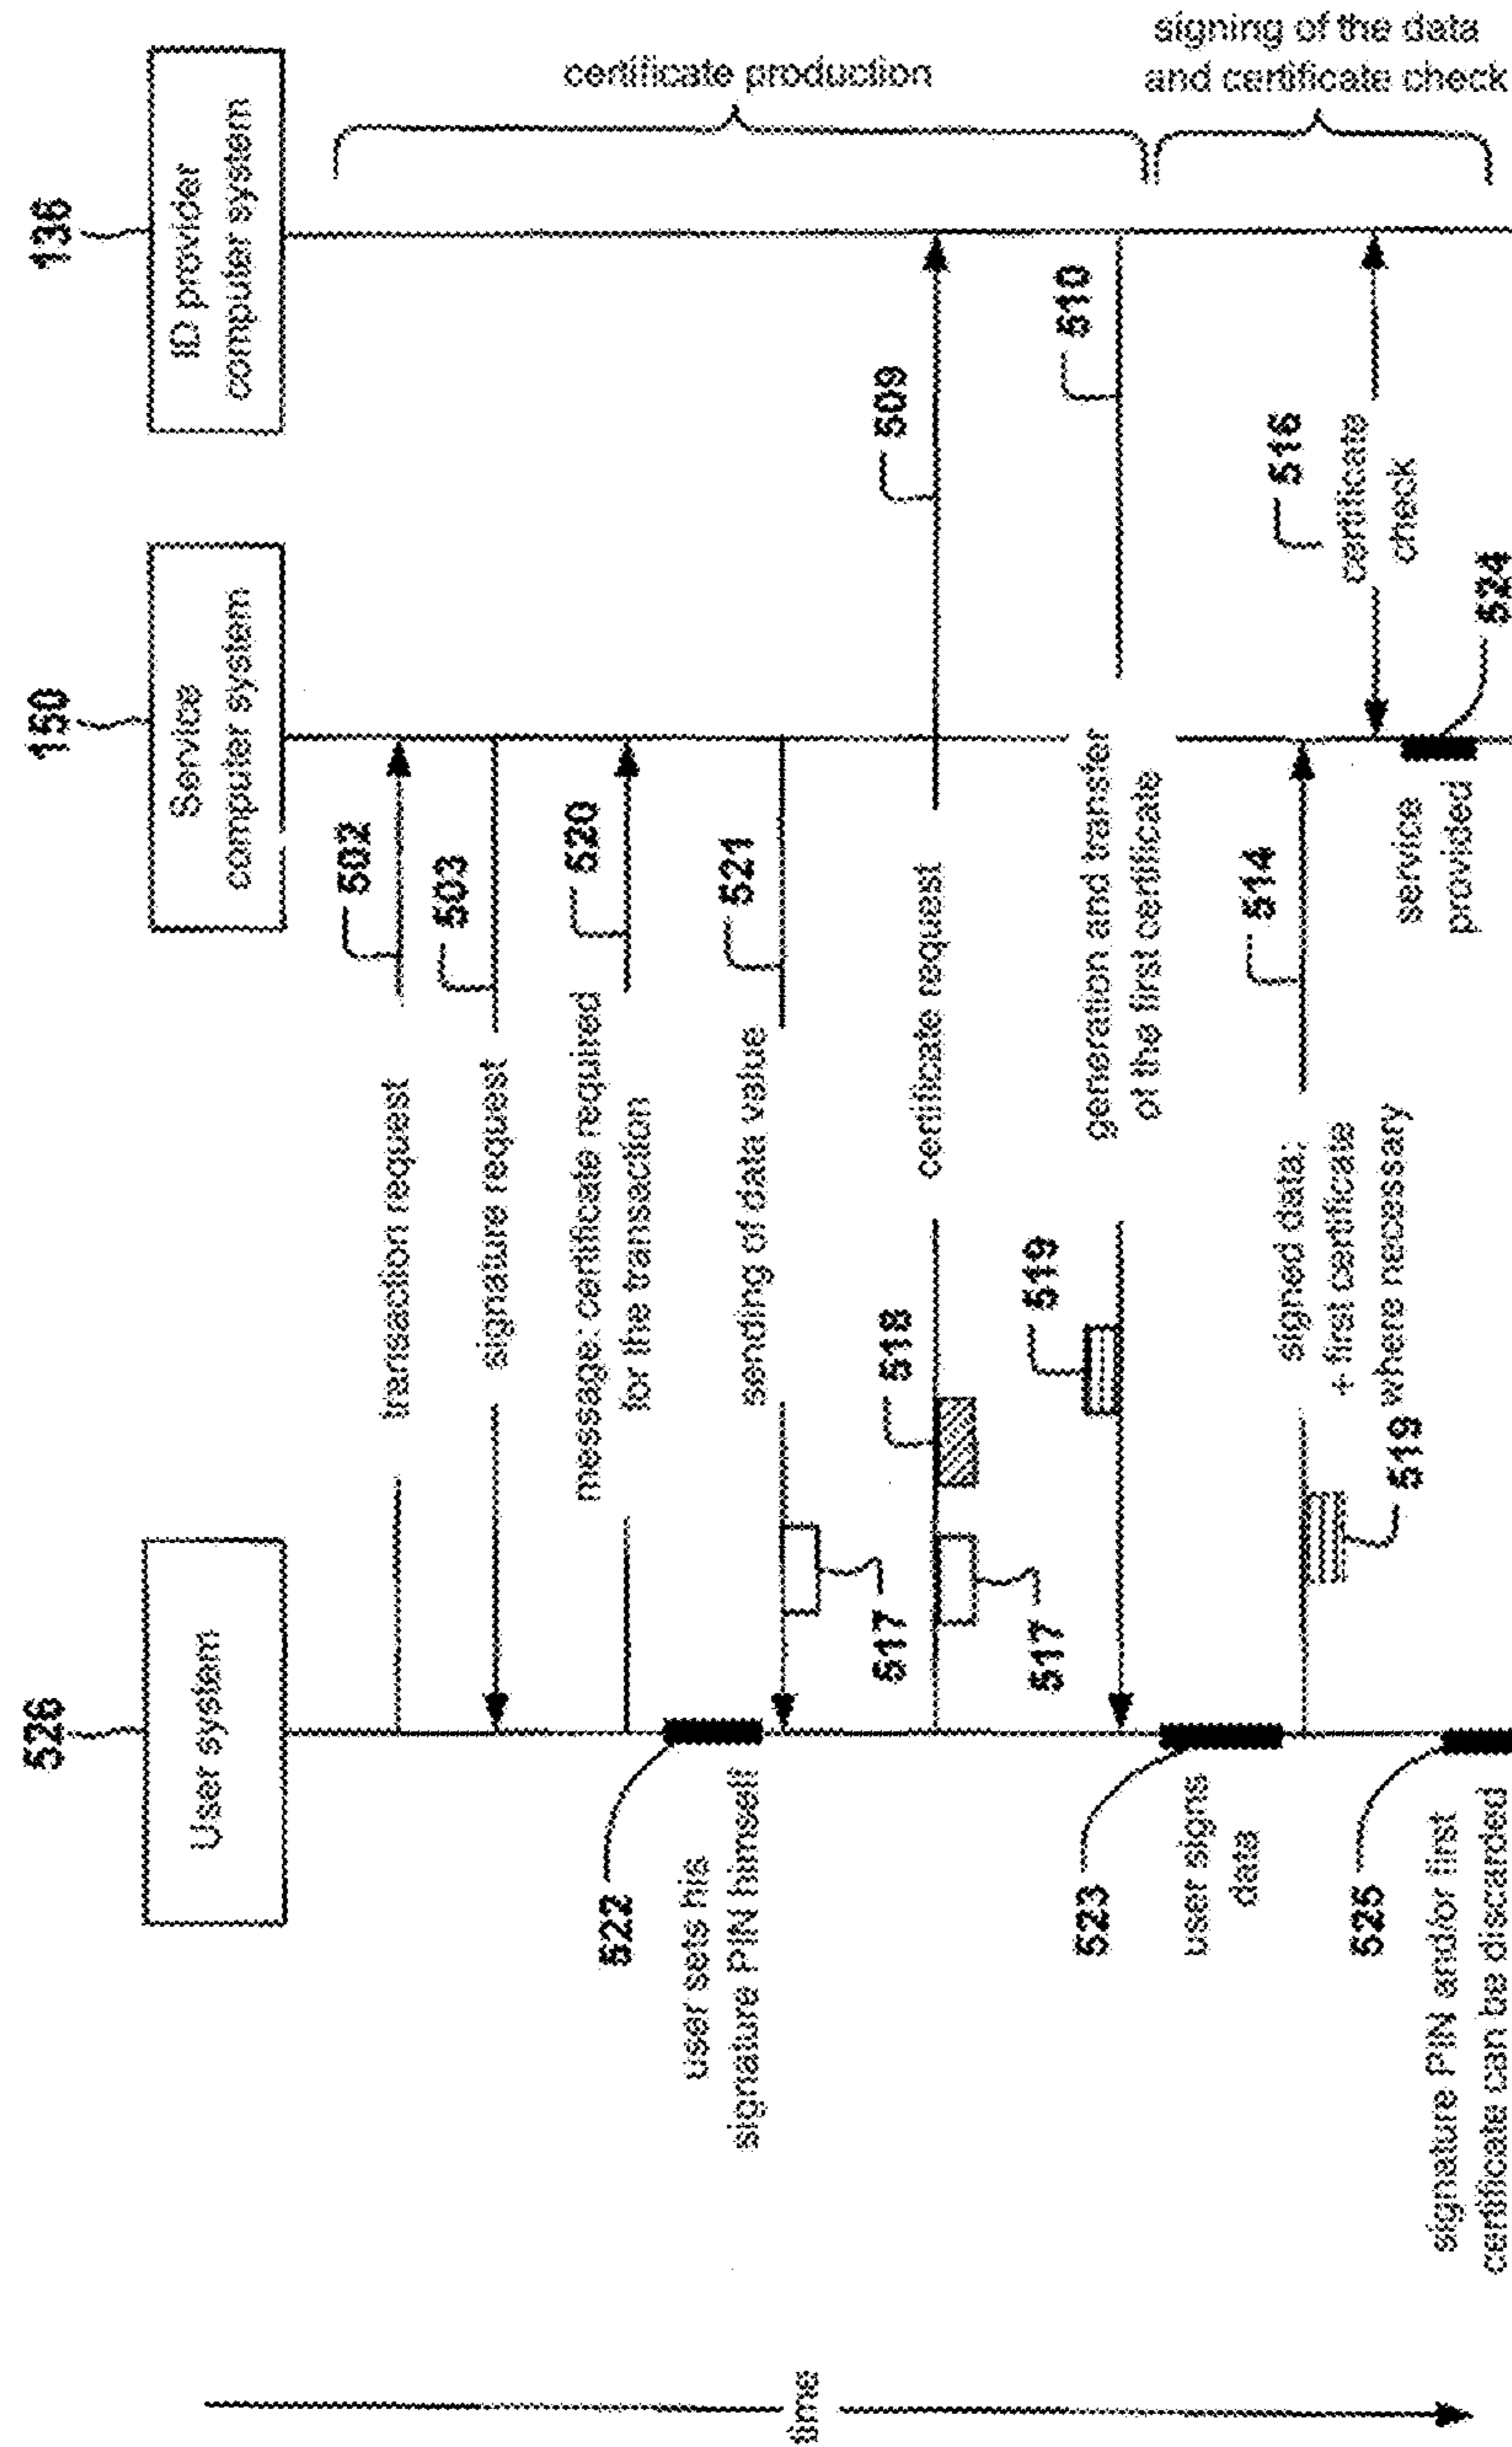 526
User system
150
Service
computer system
136
ID provider
computer system
transaction request
502
signature request
503
message: certificate required
for the transaction
520
522
user sets his
signature PIN himself
sending of data value
521
517
certificate request
518
517
509
generation and transfer
of the first certificate
519
510
523
user signs
data
signed data;
+ first certificate
where necessary
519
514
516
certificate
check
524
service
provided
525
signature PIN and/or first
certificate can be discarded
certificate production
signing of the data
and certificate check
time